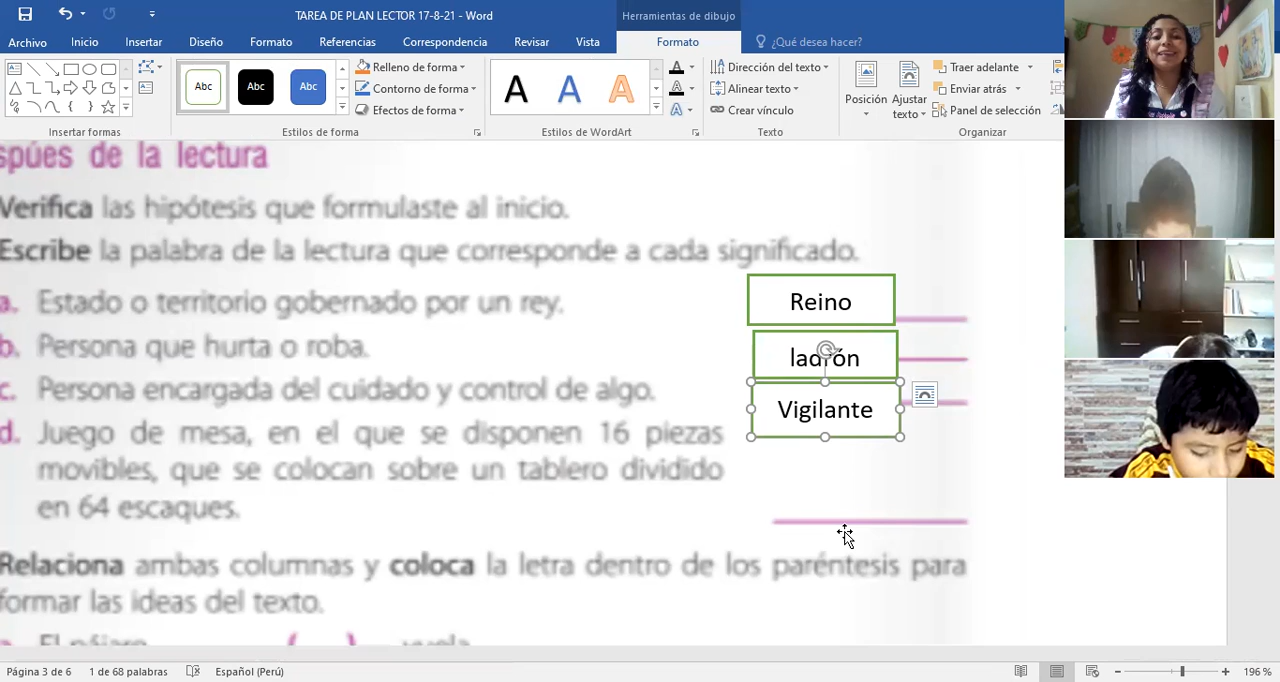 TAREA DE PLAN LECTOR 17-8-21 - Word
Herramientas de dibujo
Archivo Inicio Insertar Diseño Formato Referencias Correspondencia Revisar Vista Formato ¿Qué desea hacer?
Abc Abc Abc
Relleno de forma
Contorno de forma
Efectos de forma
A A A
Dirección del texto
Alinear texto
Crear vínculo
Posición
Ajustar
texto
Traer adelante
Enviar atrás
Panel de selección
Insertar formas Estilos de forma Estilos de WordArt Texto Organizar
spúes de la lectura
Verifica las hipótesis que formulaste al inicio.
Escribe la palabra de la lectura que corresponde a cada significado.
a. Estado o territorio gobernado por un rey. Reino
b. Persona que hurta o roba. ladrón
c. Persona encargada del cuidado y control de algo. Vigilante
d. Juego de mesa, en el que se disponen 16 piezas
movibles, que se colocan sobre un tablero dividido
en 64 escaques.
Relaciona ambas columnas y coloca la letra dentro de los paréntesis para
formar las ideas del texto.
a. El pájaro ( ) vuela
Página 3 de 6 1 de 68 palabras Español (Perú) 196 %